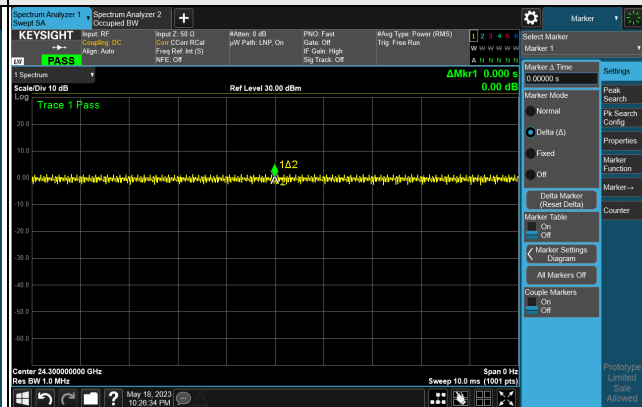 Spectrum Analyzer 1
Swept SA
Spectrum Analyzer 2
Occupied BW
+
Marker
KEYSIGHT
Input: RF
Coupling: DC
Align: Auto
Input Z: 50 Ω
Corr CCorr RCal
Freq Ref: Int (S)
NFE: Off
#Atten: 0 dB
µW Path: LNP, On
PNO: Fast
Gate: Off
IF Gain: High
Sig Track: Off
#Avg Type: Power (RMS)
Trig: Free Run
1 2 3 4 5 6
W W W W W W
A N N N N N
LXI
PASS
Select Marker
Marker 1
1 Spectrum
ΔMkr1 0.000 s
0.00 dB
Scale/Div 10 dB
Ref Level 30.00 dBm
Log
Trace 1 Pass
20.0
10.0
0.00
-10.0
-20.0
-30.0
-40.0
-50.0
-60.0
1Δ2
Center 24.300000000 GHz
Res BW 1.0 MHz
Span 0 Hz
Sweep 10.0 ms (1001 pts)
Marker Δ Time
0.00000 s
Marker Mode
Normal
Delta (Δ)
Fixed
Off
Delta Marker
(Reset Delta)
Marker Table
On
Off
Marker Settings
Diagram
All Markers Off
Couple Markers
On
Off
Settings
Peak
Search
Pk Search
Config
Properties
Marker
Function
Marker→
Counter
Prototype
Limited
Sale
Allowed
?
May 18, 2023
10:26:34 PM